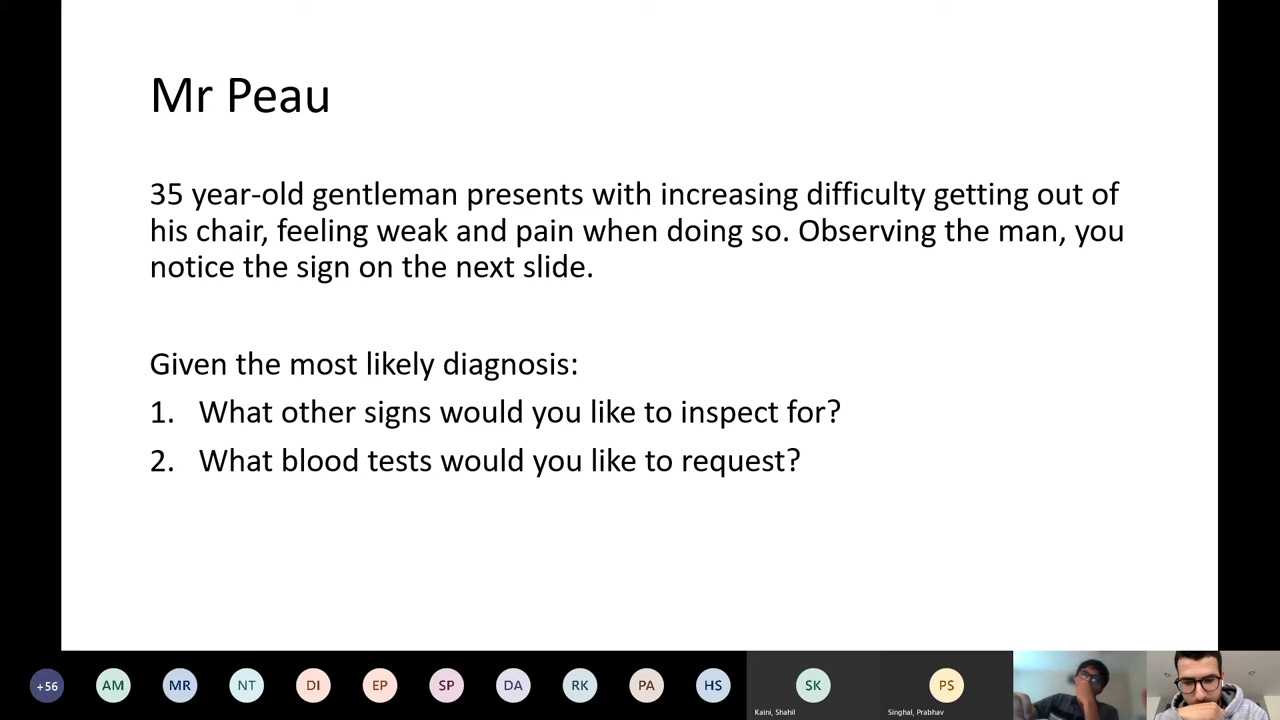 Mr Peau
35 year-old gentleman presents with increasing difficulty getting out of
his chair, feeling weak and pain when doing so. Observing the man, you
notice the sign on the next slide.
Given the most likely diagnosis:
1. What other signs would you like to inspect for?
2. What blood tests would you like to request?
+56 AM MR NT DI EP SP DA RK PA HS SK PS
Kaini, Shahil Singhal, Prabhav